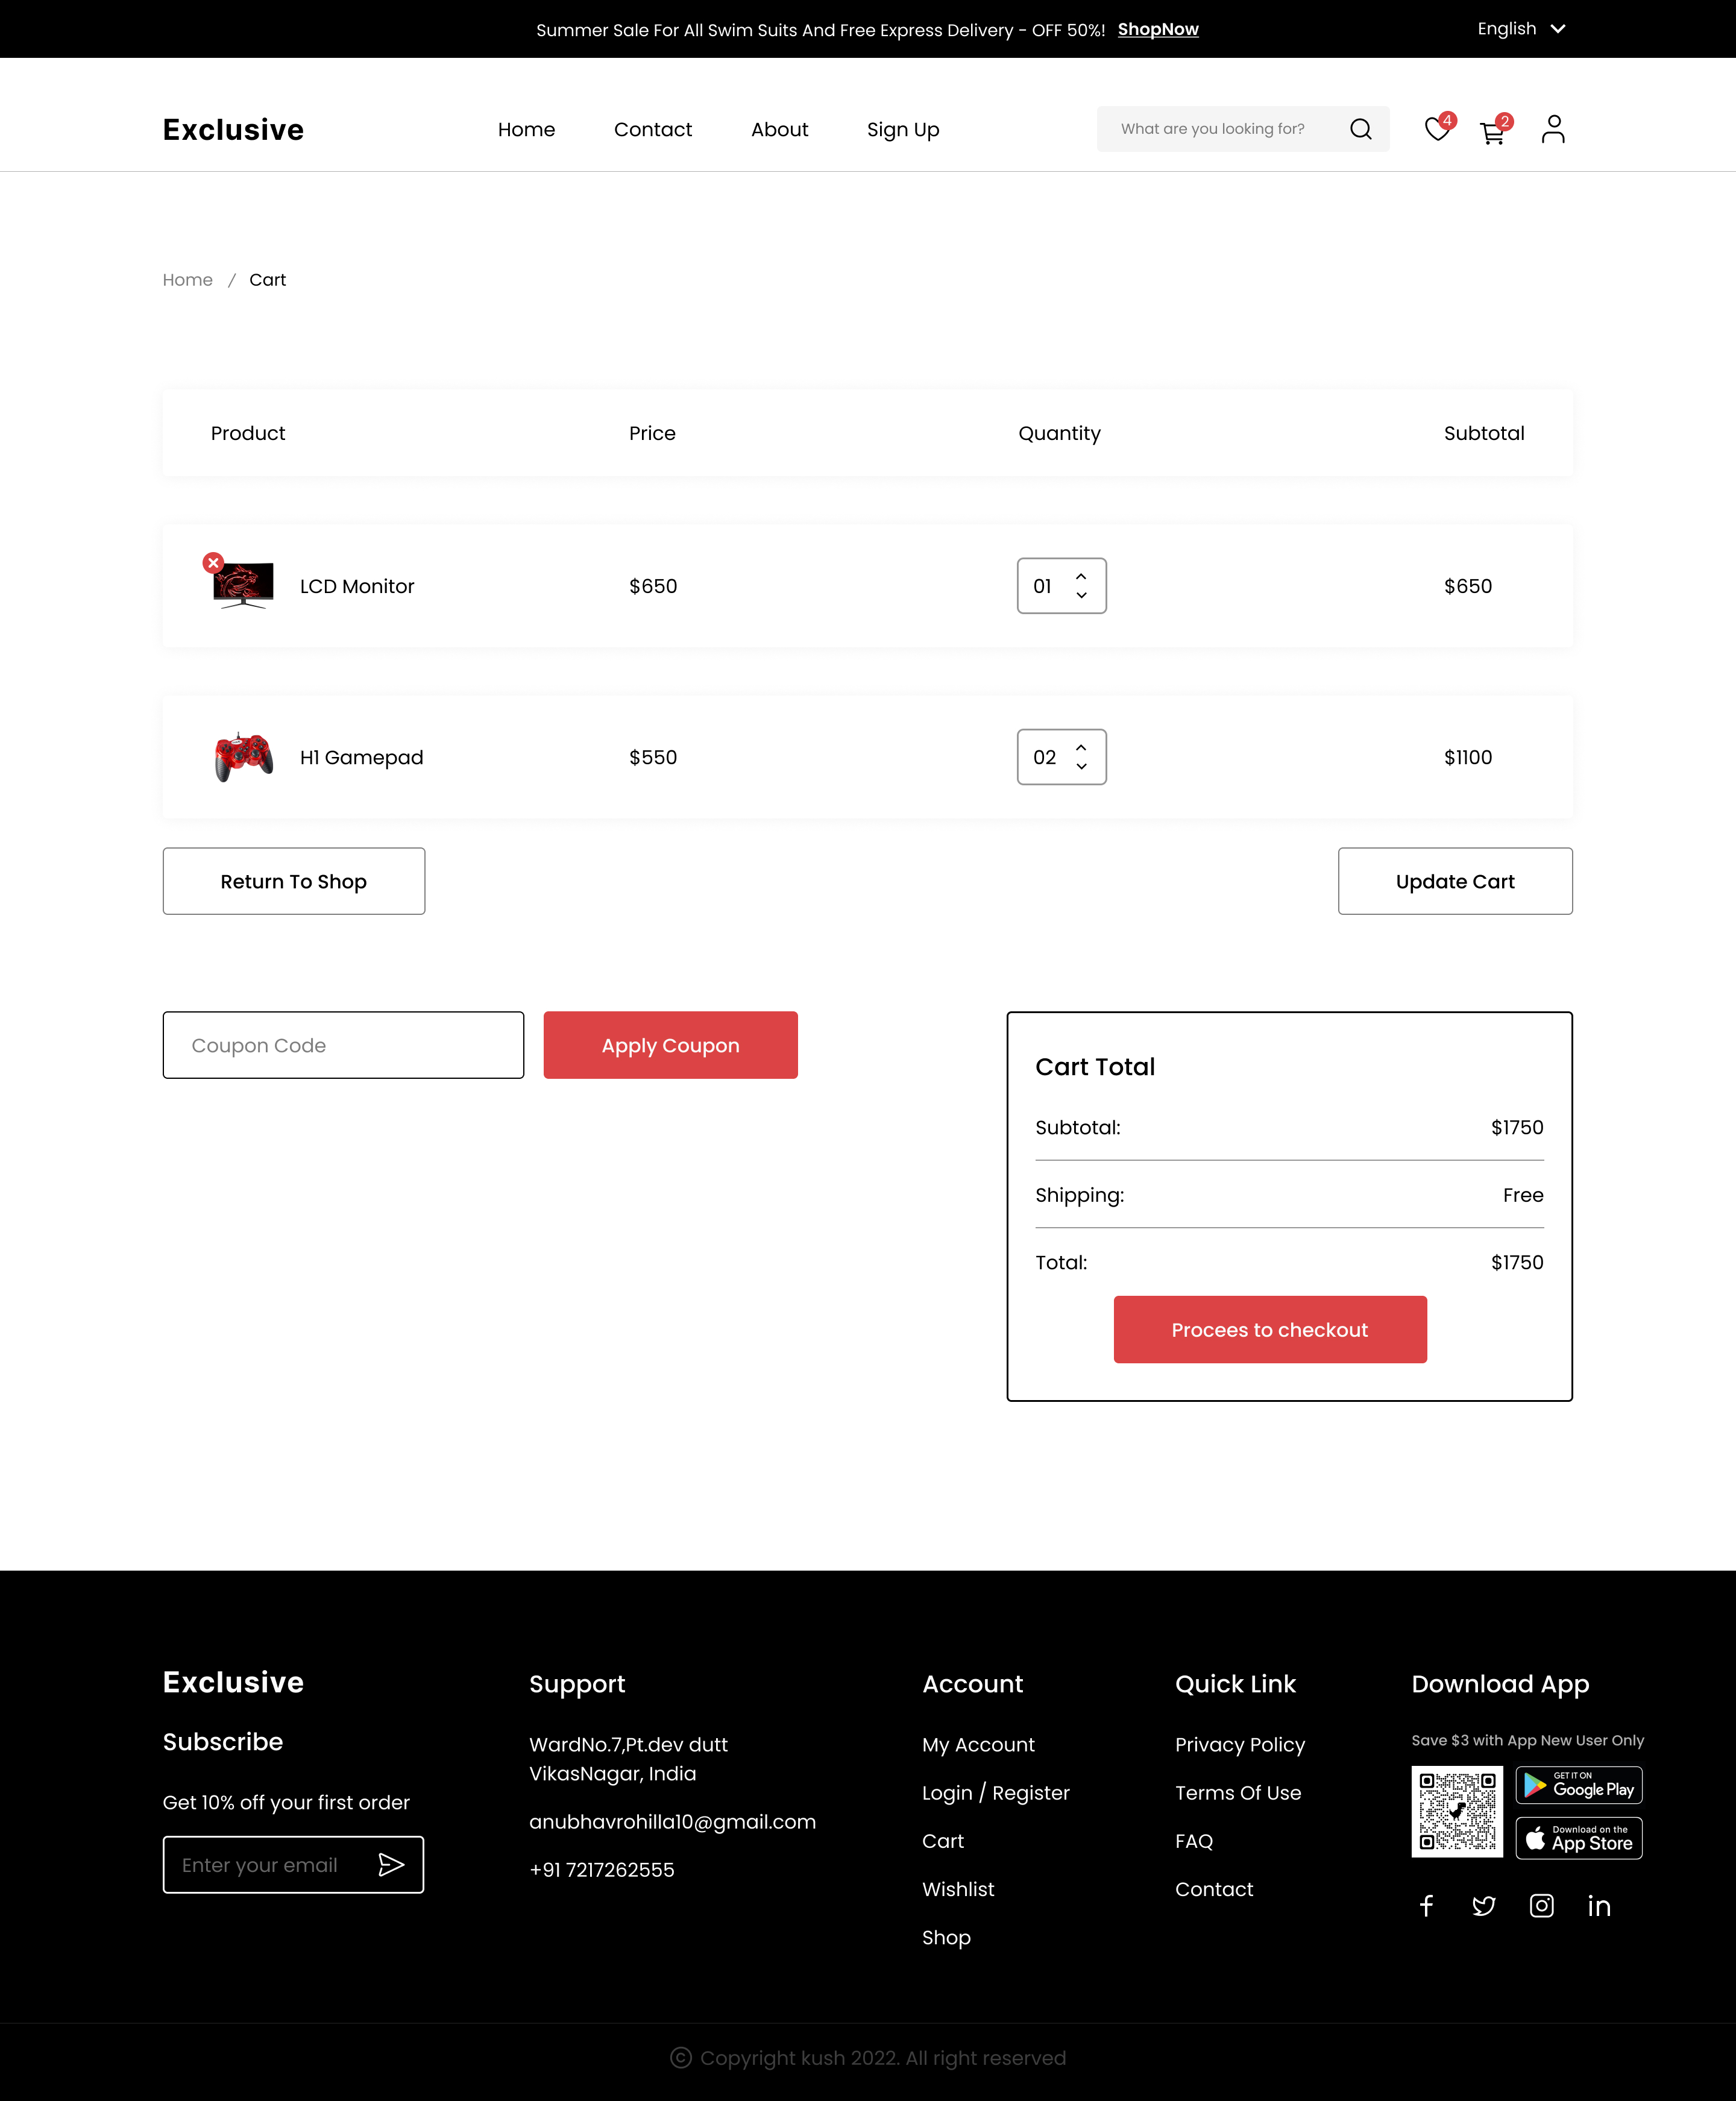 Summer Sale For All Swim Suits And Free Express Delivery - OFF 50%! ShopNow
English
Exclusive
Home
Contact
About
Sign Up
What are you looking for?
4
2
Home / Cart
Product
Price
Quantity
Subtotal
LCD Monitor
$650
01
$650
H1 Gamepad
$550
02
$1100
Return To Shop
Update Cart
Coupon Code
Apply Coupon
Cart Total
Subtotal:
$1750
Shipping:
Free
Total:
$1750
Procees to checkout
Exclusive
Subscribe
Get 10% off your first order
Enter your email
Support
WardNo.7,Pt.dev dutt
VikasNagar, India
anubhavrohilla10@gmail.com
+91 7217262555
Account
My Account
Login / Register
Cart
Wishlist
Shop
Quick Link
Privacy Policy
Terms Of Use
FAQ
Contact
Download App
Save $3 with App New User Only
GET IT ON
Google Play
Download on the
App Store
© Copyright kush 2022. All right reserved